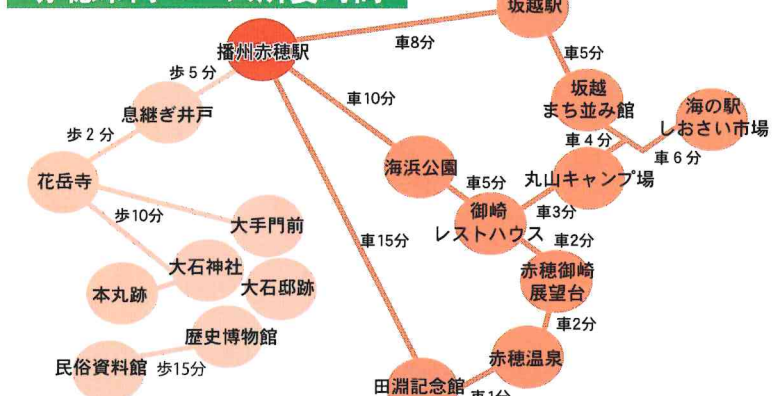 坂越駅
播州赤穂駅
車8分
歩5分
車5分
車10分
坂越
まち並み館
海の駅
しおさい市場
息継ぎ井戸
歩2分
車4分
車6分
花岳寺
海浜公園
車5分
丸山キャンプ場
歩10分
大手門前
御崎
レストハウス
車3分
車15分
車2分
大石神社
赤穂御崎
展望台
本丸跡
大石邸跡
車2分
歴史博物館
民俗資料館
歩15分
赤穂温泉
田淵記念館
車1分